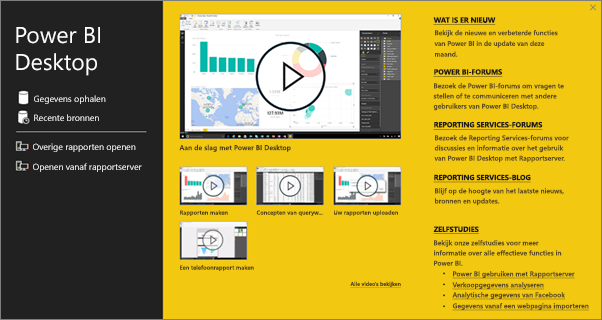 Power BI
Desktop
Gegevens ophalen
Recente bronnen
Overige rapporten openen
Openen vanaf rapportserver
Aan de slag met Power BI Desktop
Rapporten maken
Concepten van queryw...
Uw rapporten uploaden
Een telefoonrapport maken
Alle video's bekijken
WAT IS ER NIEUW
Bekijk de nieuwe en verbeterde functies
van Power BI in de update van deze
maand.
POWER BI-FORUMS
Bezoek de Power BI-forums om vragen te
stellen of te communiceren met andere
gebruikers van Power BI Desktop.
REPORTING SERVICES-FORUMS
Bezoek de Reporting Services-forums voor
discussies en informatie over het gebruik
van Power BI Desktop met Rapportserver.
REPORTING SERVICES-BLOG
Blijf op de hoogte van het laatste nieuws,
bronnen en updates.
ZELFSTUDIES
Bekijk onze zelfstudies voor meer
informatie over alle effectieve functies in
Power BI.
• Power BI gebruiken met Rapportserver
• Verkoopgegevens analyseren
• Analytische gegevens van Facebook
• Gegevens vanaf een webpagina importeren